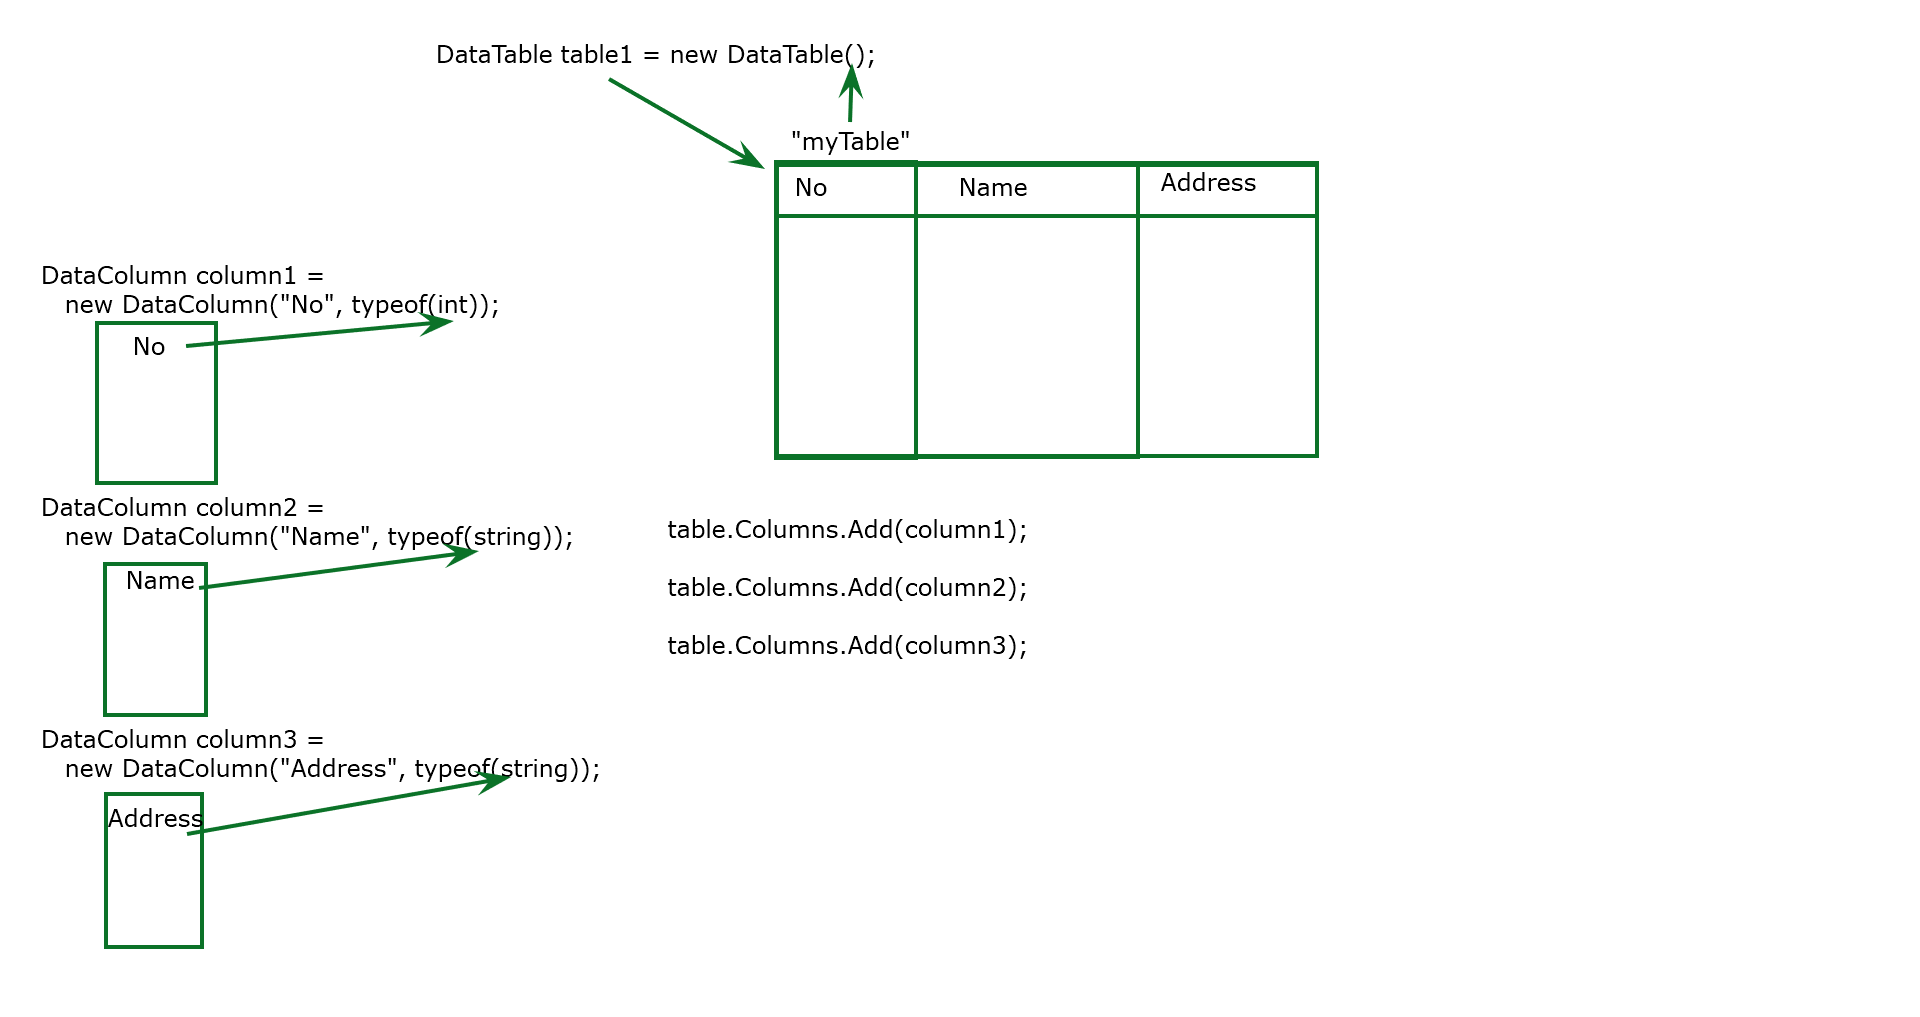 DataTable table1 = new DataTable();
"myTable"
No
Name
Address
DataColumn column1 =
new DataColumn("No", typeof(int));
No
DataColumn column2 =
new DataColumn("Name", typeof(string));
Name
DataColumn column3 =
new DataColumn("Address", typeof(string));
Address
table.Columns.Add(column1);
table.Columns.Add(column2);
table.Columns.Add(column3);